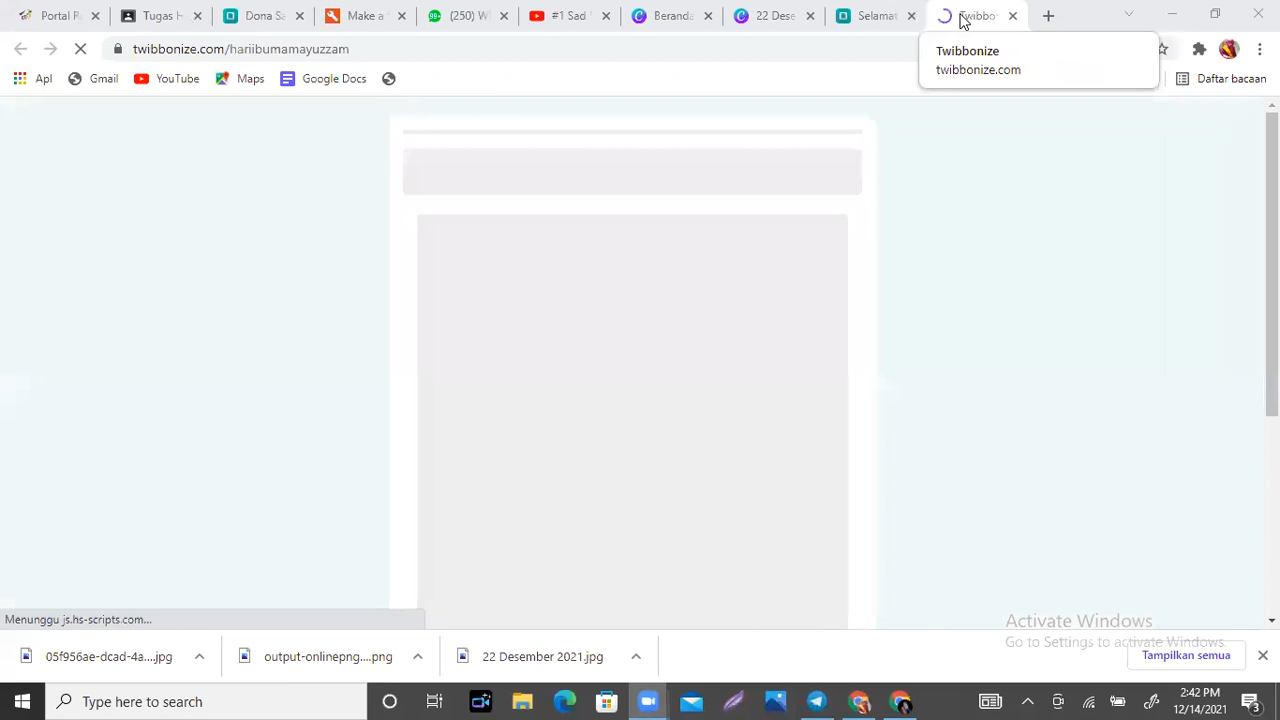 Portal R
Tugas H
Dona Sa
Make a
(250) W
#1 Sad
Beranda
22 Dese
Selamat
Twibbo
twibbonize.com/hariibumamayuzzam
Twibbonize
twibbonize.com
Apl
Gmail
YouTube
Maps
Google Docs
Daftar bacaan
Menunggu js.hs-scripts.com...
Activate Windows
Go to Settings to activate Windows.
05f956ae-dcad-4a....jpg
output-onlinepng....png
22 Desember 2021.jpg
Tampilkan semua
Type here to search
2:42 PM
12/14/2021
3